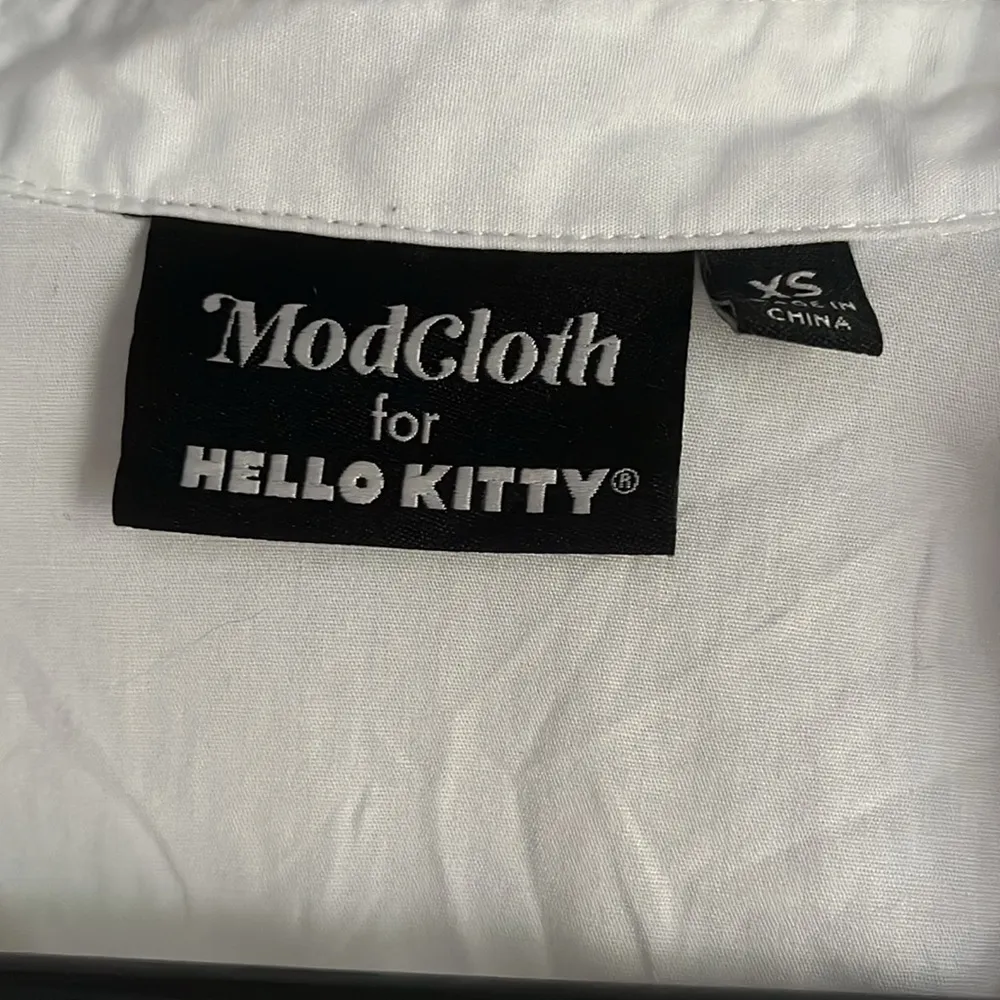 ModCloth
for
HELLO KITTY®
XS
MADE IN
CHINA